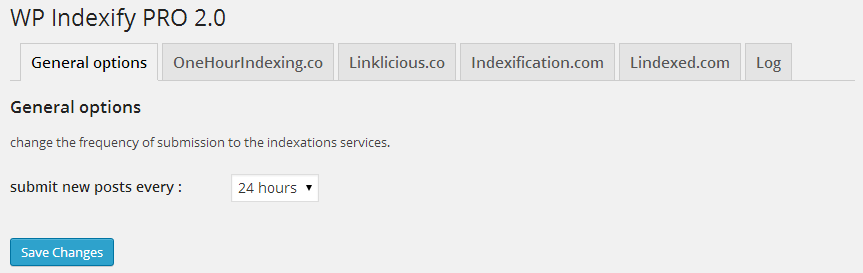 WP Indexify PRO 2.0
General options OneHourIndexing.co Linklicious.co Indexification.com Lindexed.com Log
General options
change the frequency of submission to the indexations services.
submit new posts every : 24 hours
Save Changes